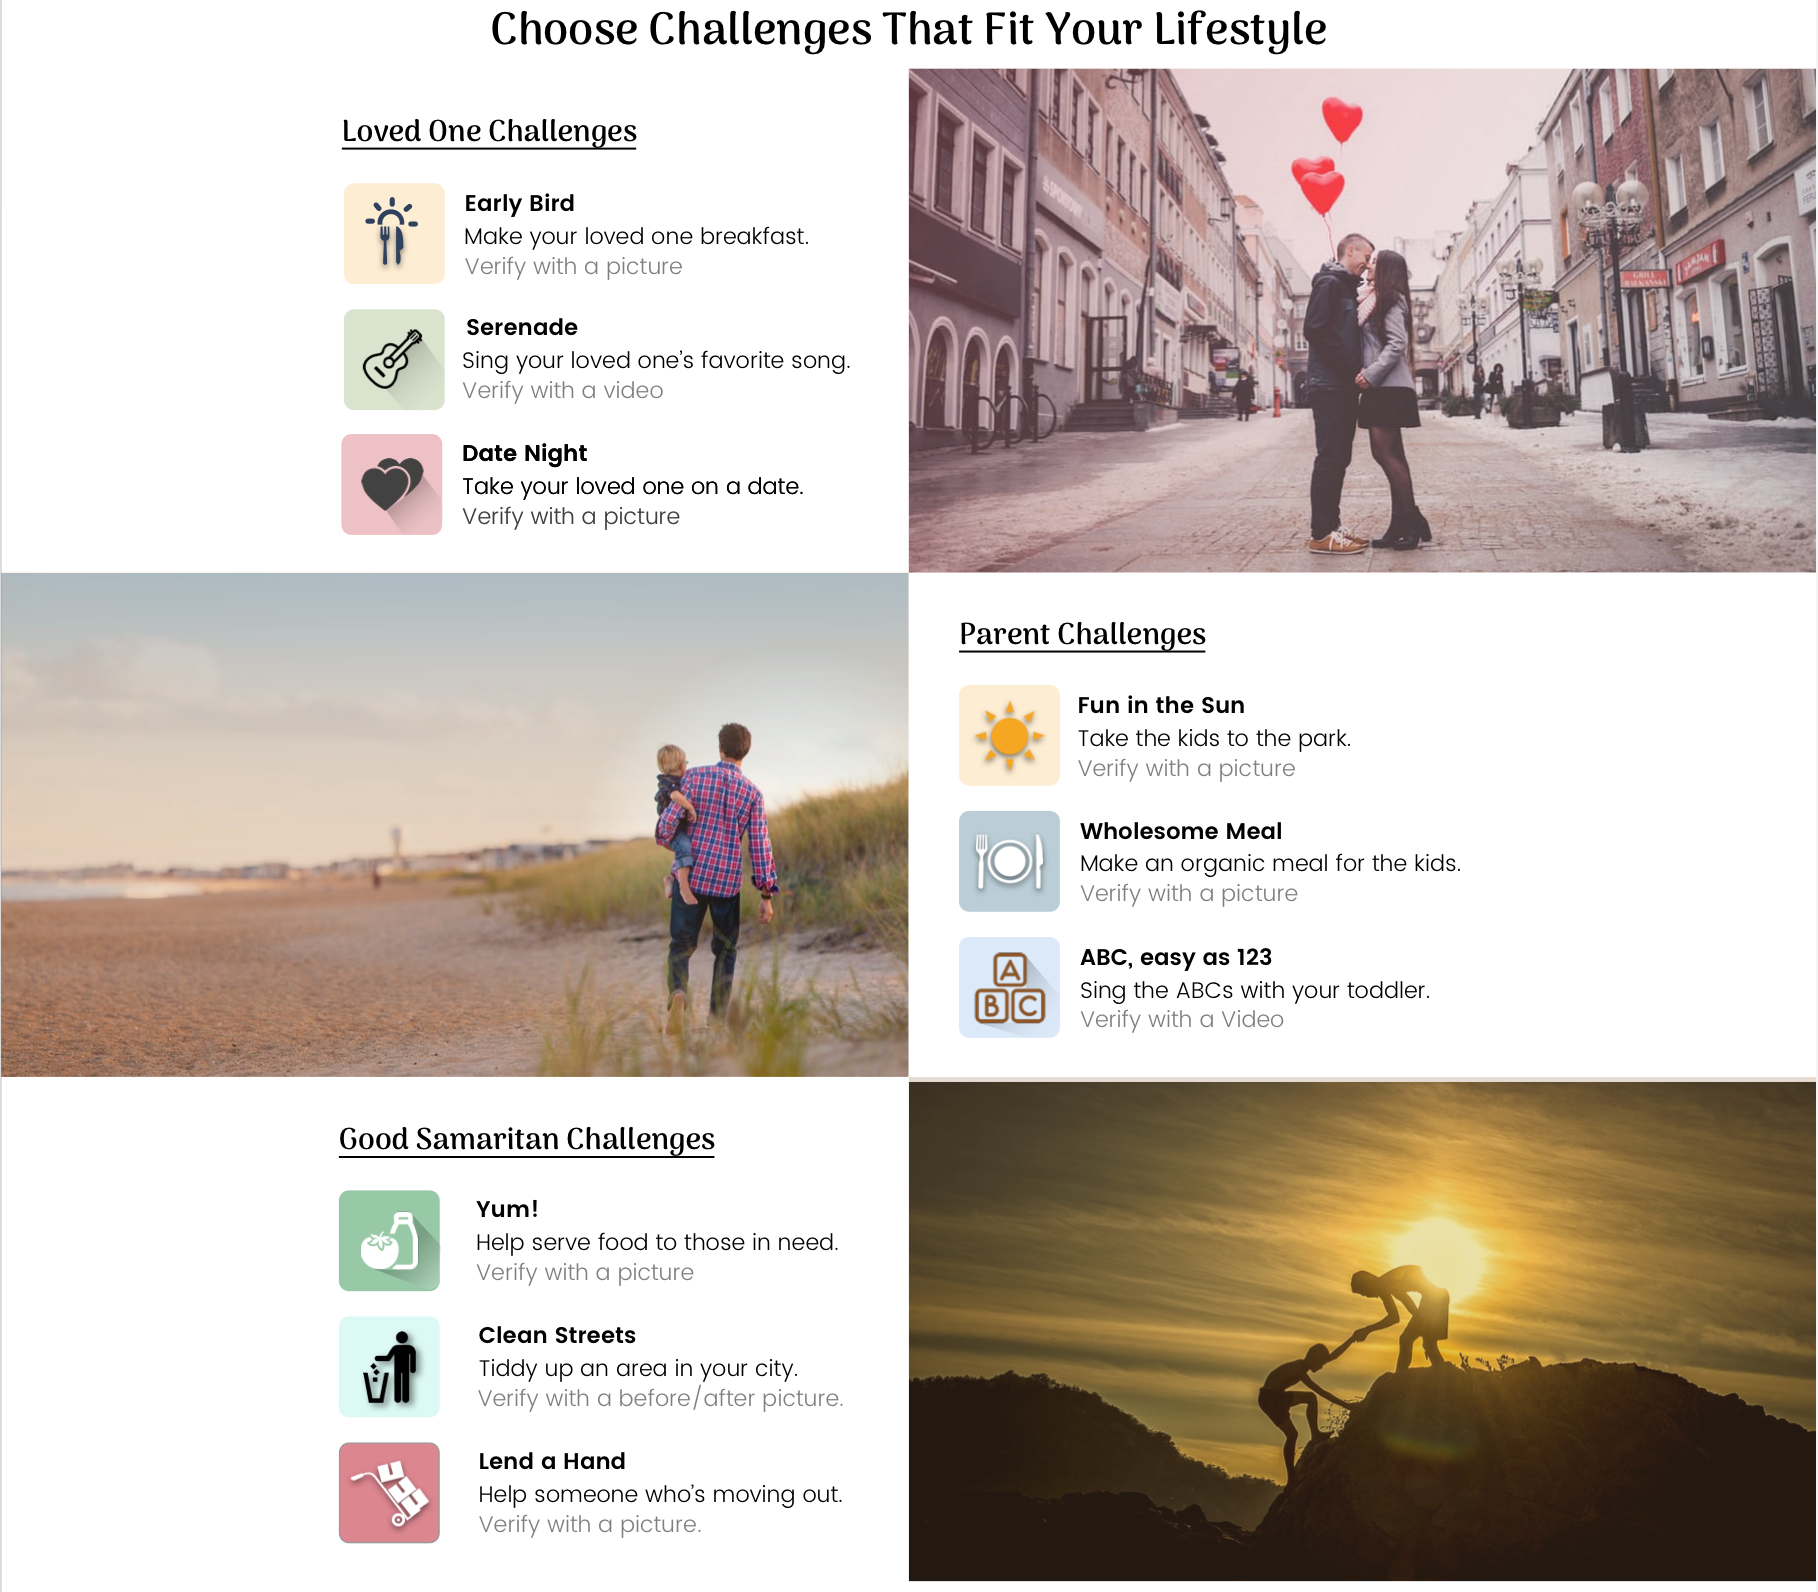 Choose Challenges That Fit Your Lifestyle
Loved One Challenges
Early Bird
Make your loved one breakfast.
Verify with a picture
Serenade
Sing your loved one’s favorite song.
Verify with a video
Date Night
Take your loved one on a date.
Verify with a picture
GRILL
Parent Challenges
Fun in the Sun
Take the kids to the park.
Verify with a picture
Wholesome Meal
Make an organic meal for the kids.
Verify with a picture
A
B C
ABC, easy as 123
Sing the ABCs with your toddler.
Verify with a Video
Good Samaritan Challenges
Yum!
Help serve food to those in need.
Verify with a picture
Clean Streets
Tiddy up an area in your city.
Verify with a before/after picture.
Lend a Hand
Help someone who’s moving out.
Verify with a picture.